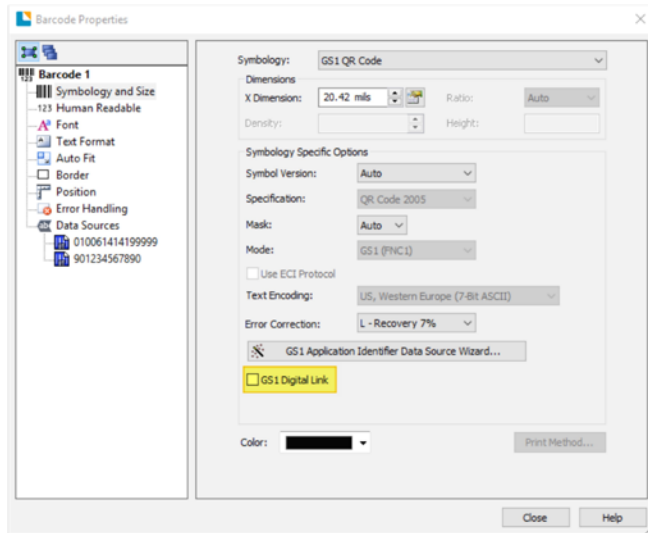 Barcode Properties
Barcode 1
Symbology and Size
123 Human Readable
Font
Text Format
Auto Fit
Border
Position
Error Handling
Data Sources
010061414199999
901234567890
Symbology: GS1 QR Code
Dimensions
X Dimension: 20.42 mils Ratio: Auto
Density: Height:
Symbology Specific Options
Symbol Version: Auto
Specification: QR Code 2005
Mask: Auto
Mode: GS1 (FNC1)
Use ECI Protocol
Text Encoding: US, Western Europe (7-Bit ASCII)
Error Correction: L - Recovery 7%
GS1 Application Identifier Data Source Wizard...
GS1 Digital Link
Color: Print Method...
Close Help